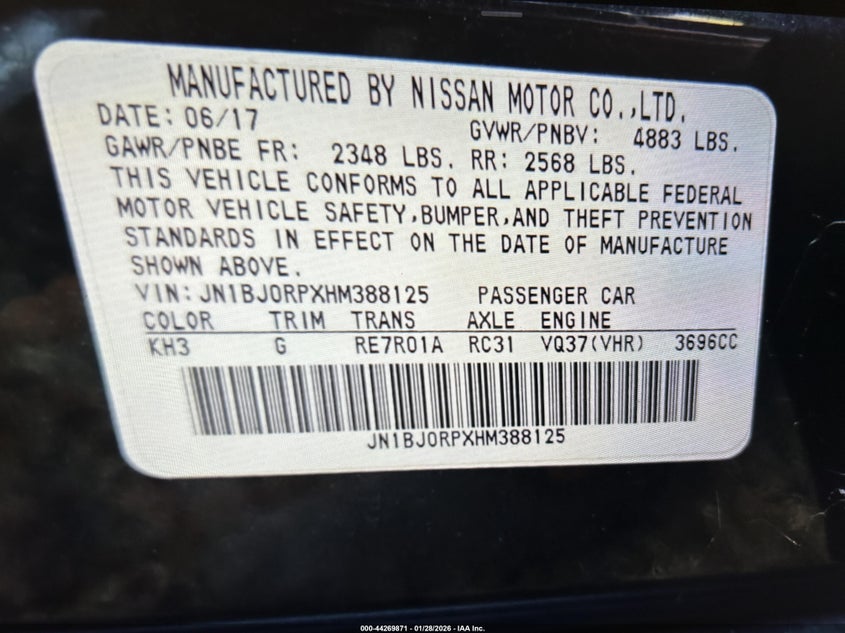 MANUFACTURED BY NISSAN MOTOR CO.,LTD.
DATE: 06/17 GVWR/PNBV: 4883 LBS.
GAWR/PNBE FR: 2348 LBS. RR: 2568 LBS.
THIS VEHICLE CONFORMS TO ALL APPLICABLE FEDERAL
MOTOR VEHICLE SAFETY,BUMPER,AND THEFT PREVENTION
STANDARDS IN EFFECT ON THE DATE OF MANUFACTURE
SHOWN ABOVE.
VIN: JN1BJ0RPXHM388125 PASSENGER CAR
COLOR TRIM TRANS AXLE ENGINE
KH3 G RE7R01A RC31 VQ37(VHR) 3696CC
JN1BJ0RPXHM388125
000-44269871 - 01/28/2026 - IAA Inc.